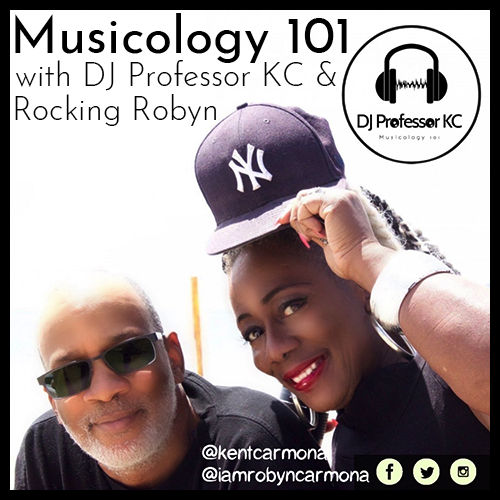 Musicology 101
with DJ Professor KC &
Rocking Robyn
DJ Professor KC
Musicology 101
NY
@kentcarmona
@iamrobyncarmona